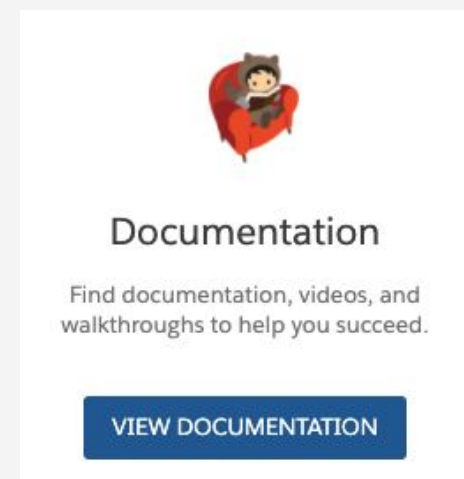 Documentation
Find documentation, videos, and
walkthroughs to help you succeed.
VIEW DOCUMENTATION